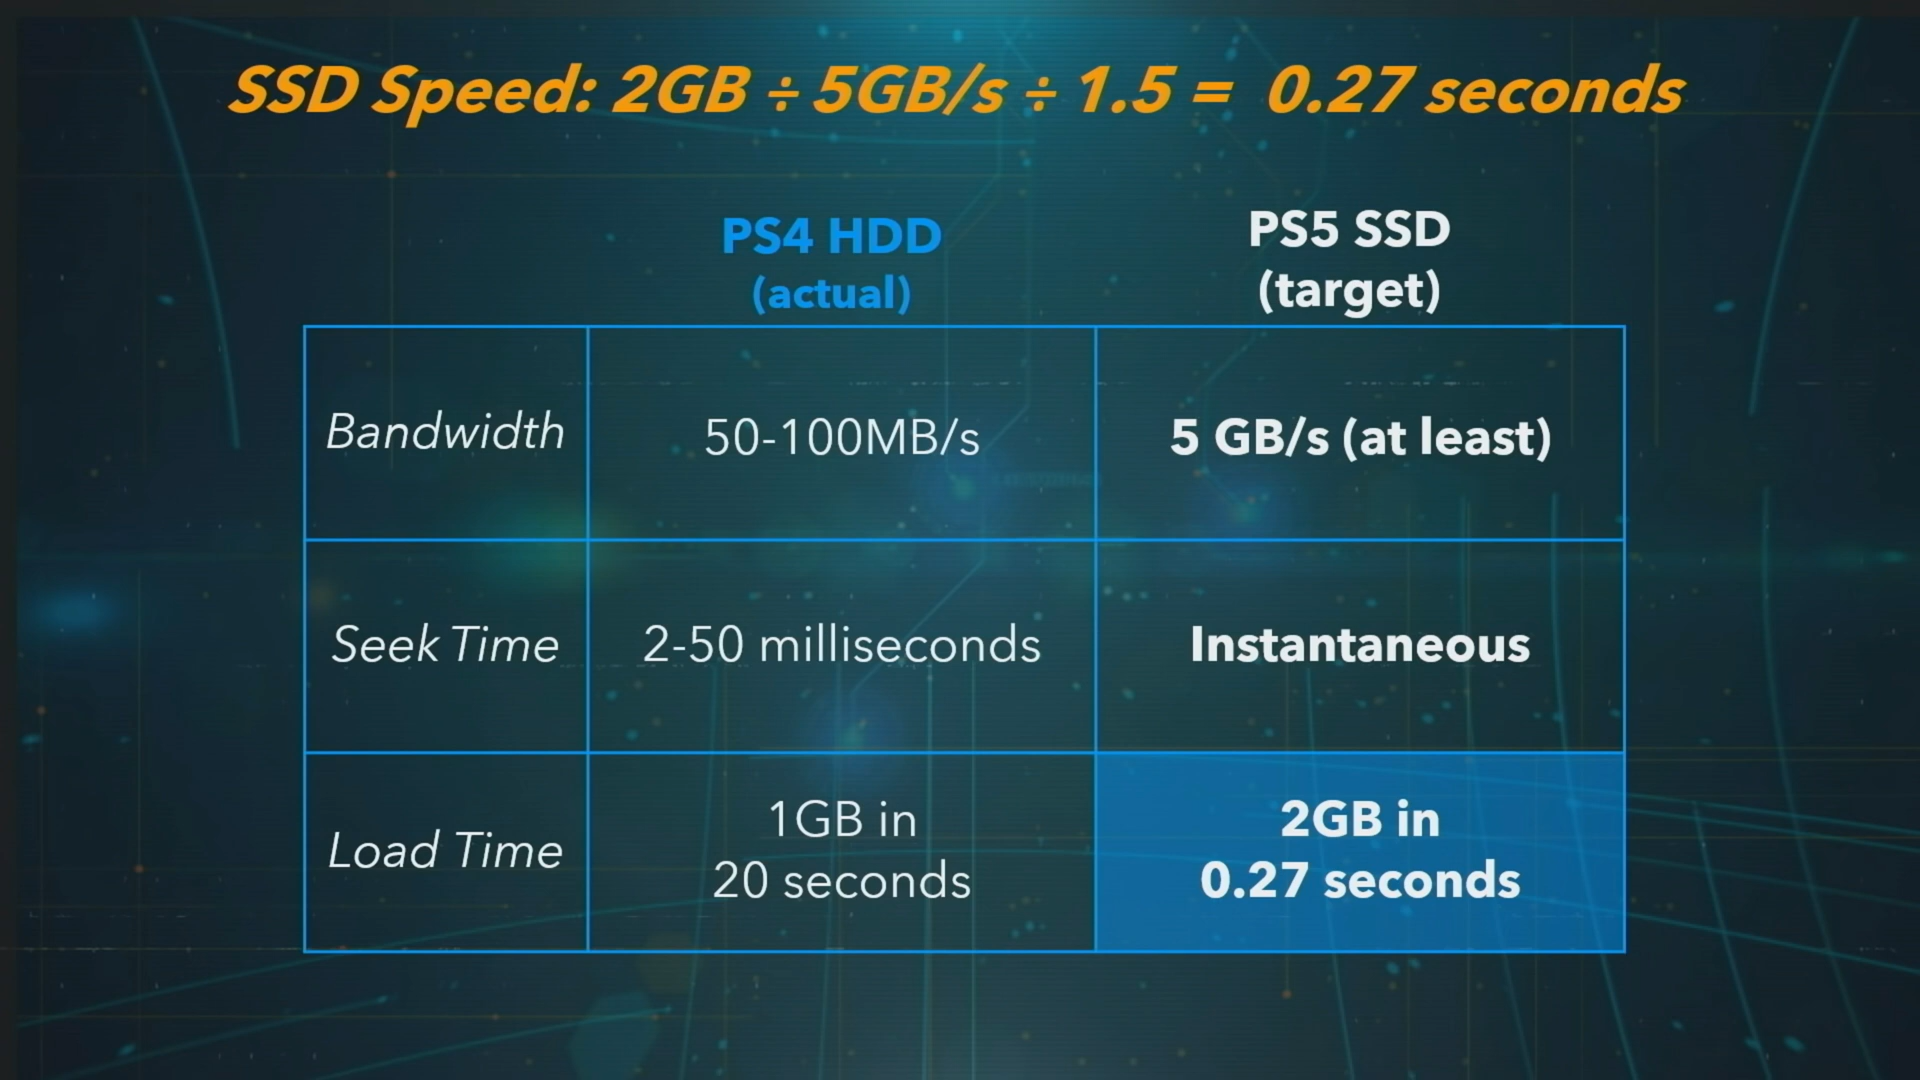 SSD Speed: 2GB ÷ 5GB/s ÷ 1.5 = 0.27 seconds
PS4 HDD
(actual)
PS5 SSD
(target)
Bandwidth
50-100MB/s
5 GB/s (at least)
Seek Time
2-50 milliseconds
Instantaneous
Load Time
1GB in
20 seconds
2GB in
0.27 seconds